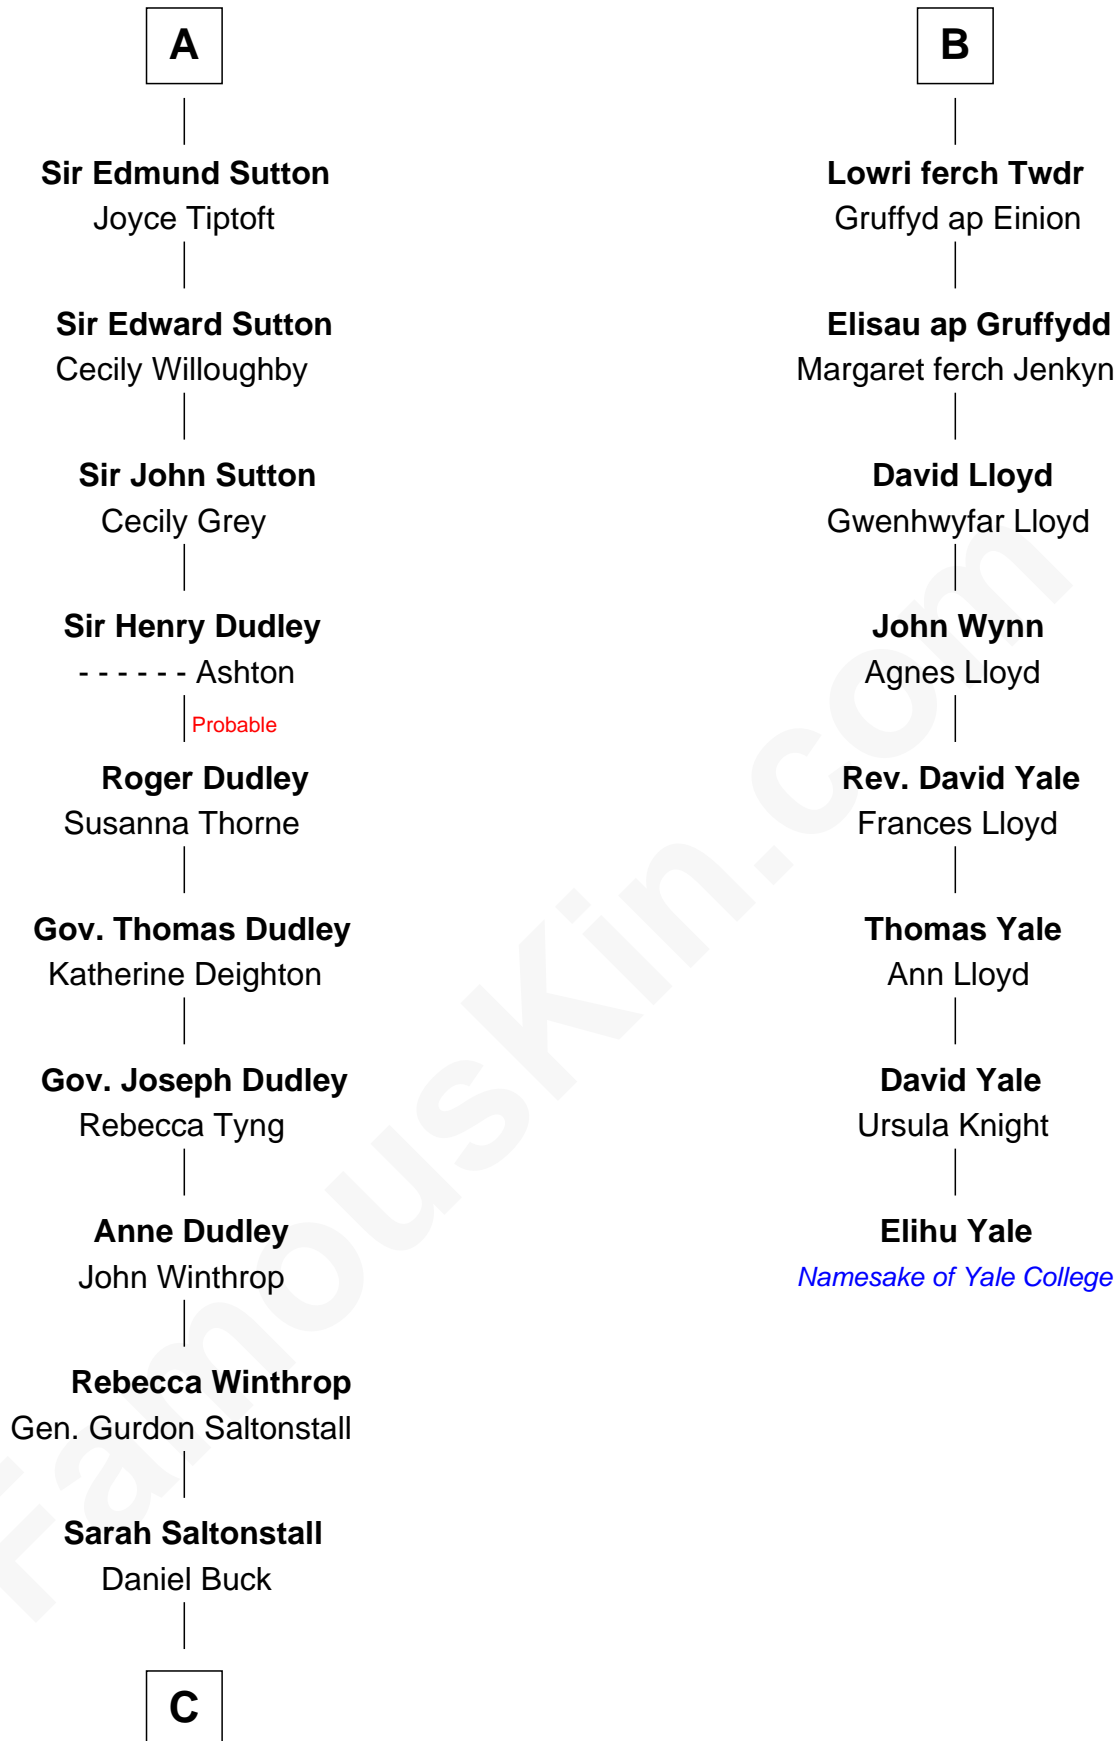 A
Sir Edmund Sutton
Joyce Tiptoft
Sir Edward Sutton
Cecily Willoughby
Sir John Sutton
Cecily Grey
Sir Henry Dudley
- - - - - - Ashton
Probable
Roger Dudley
Susanna Thorne
Gov. Thomas Dudley
Katherine Deighton
Gov. Joseph Dudley
Rebecca Tyng
Anne Dudley
John Winthrop
Rebecca Winthrop
Gen. Gurdon Saltonstall
Sarah Saltonstall
Daniel Buck
C
B
Lowri ferch Twdr
Gruffyd ap Einion
Elisau ap Gruffydd
Margaret ferch Jenkyn
David Lloyd
Gwenhwyfar Lloyd
John Wynn
Agnes Lloyd
Rev. David Yale
Frances Lloyd
Thomas Yale
Ann Lloyd
David Yale
Ursula Knight
Elihu Yale
Namesake of Yale College
FamousKin.com